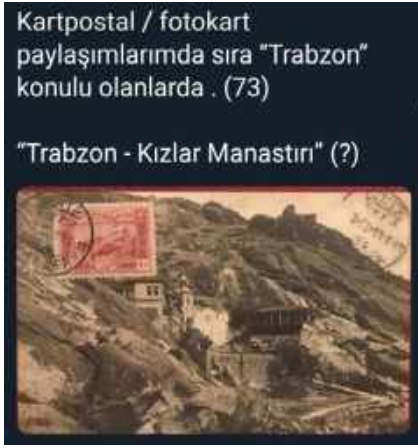 Kartpostal / fotokart
paylaşımlarımda sıra "Trabzon"
konulu olanlarda . (73)
"Trabzon - Kızlar Manastırı" (?)